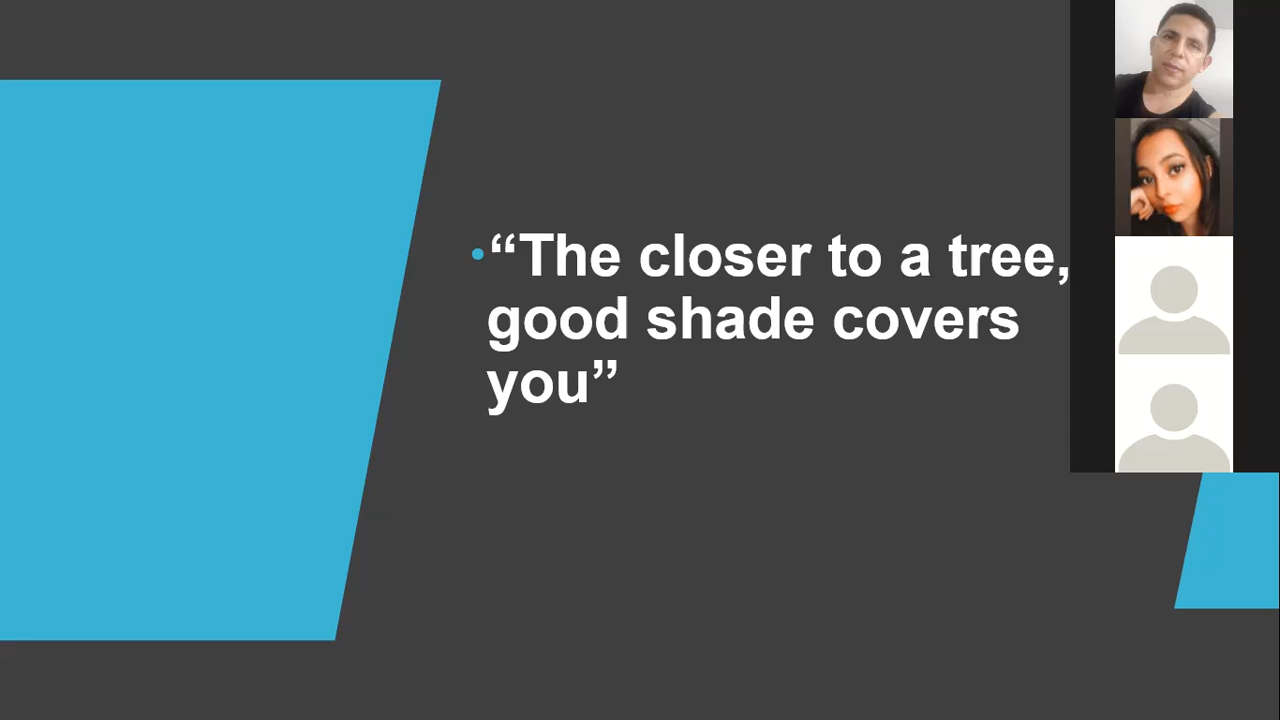 “The closer to a tree,
good shade covers
you”